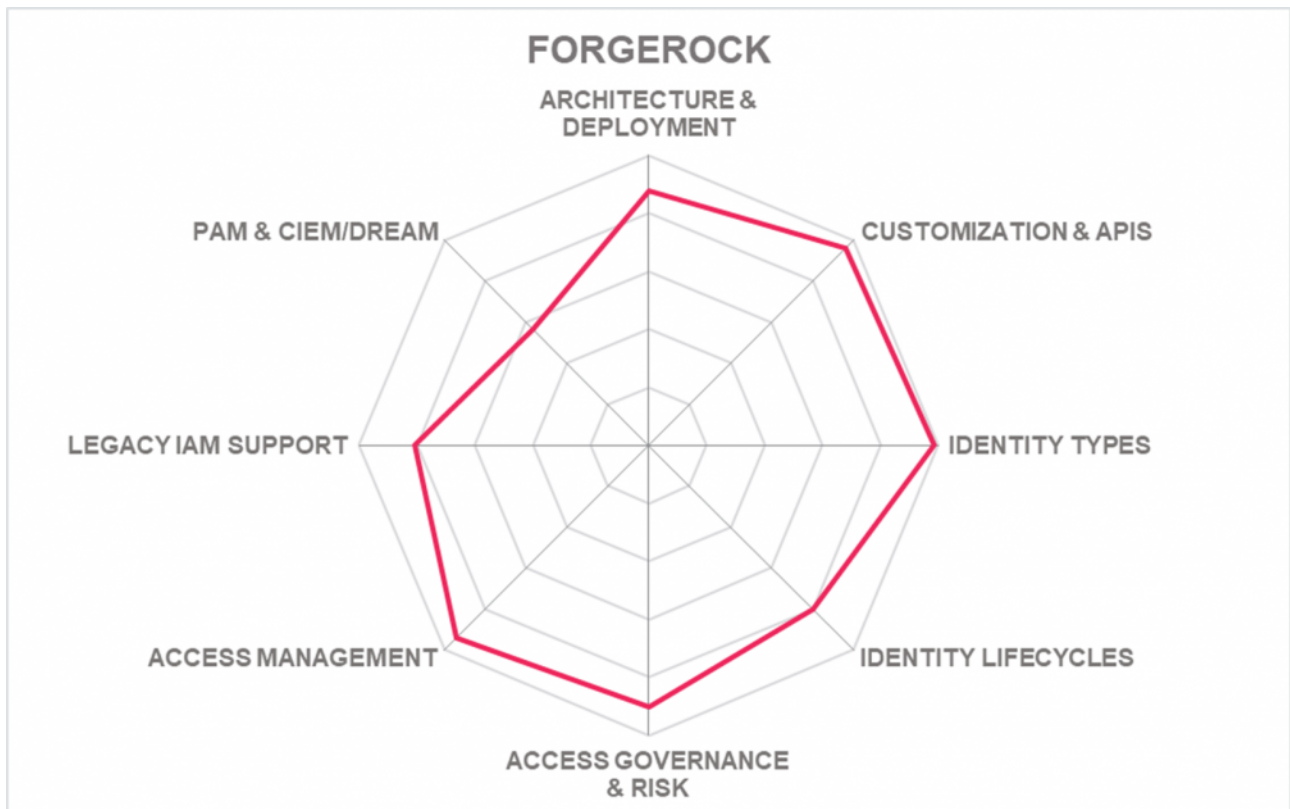 FORGEROCK
ARCHITECTURE &
DEPLOYMENT
PAM & CIEM/DREAM
CUSTOMIZATION & APIS
LEGACY IAM SUPPORT
IDENTITY TYPES
ACCESS MANAGEMENT
IDENTITY LIFECYCLES
ACCESS GOVERNANCE
& RISK